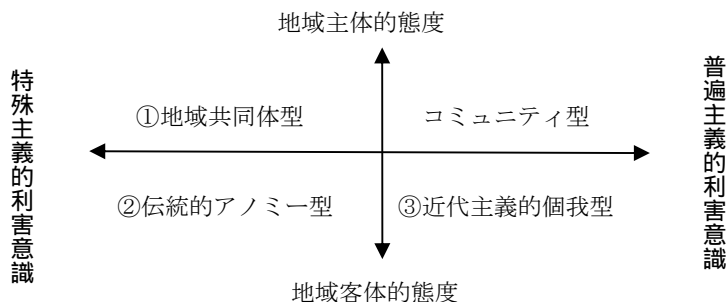 地域主体的態度
特殊主義的利害意識
普遍主義的利害意識
①地域共同体型
コミュニティ型
②伝統的アノミー型
③近代主義的個我型
地域客体的態度